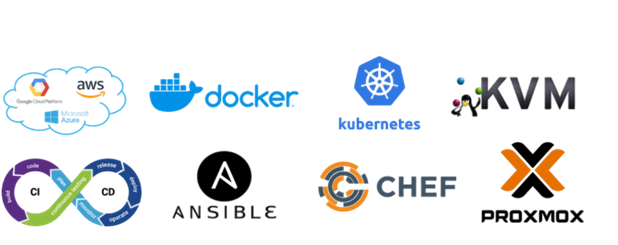 Google Cloud Platform
aws
Microsoft
Azure
docker
kubernetes
KVM
code
build
CI
plan
continuous testing
monitor
release
CD
deploy
operate
ANSIBLE
CHEF
PROXMOX